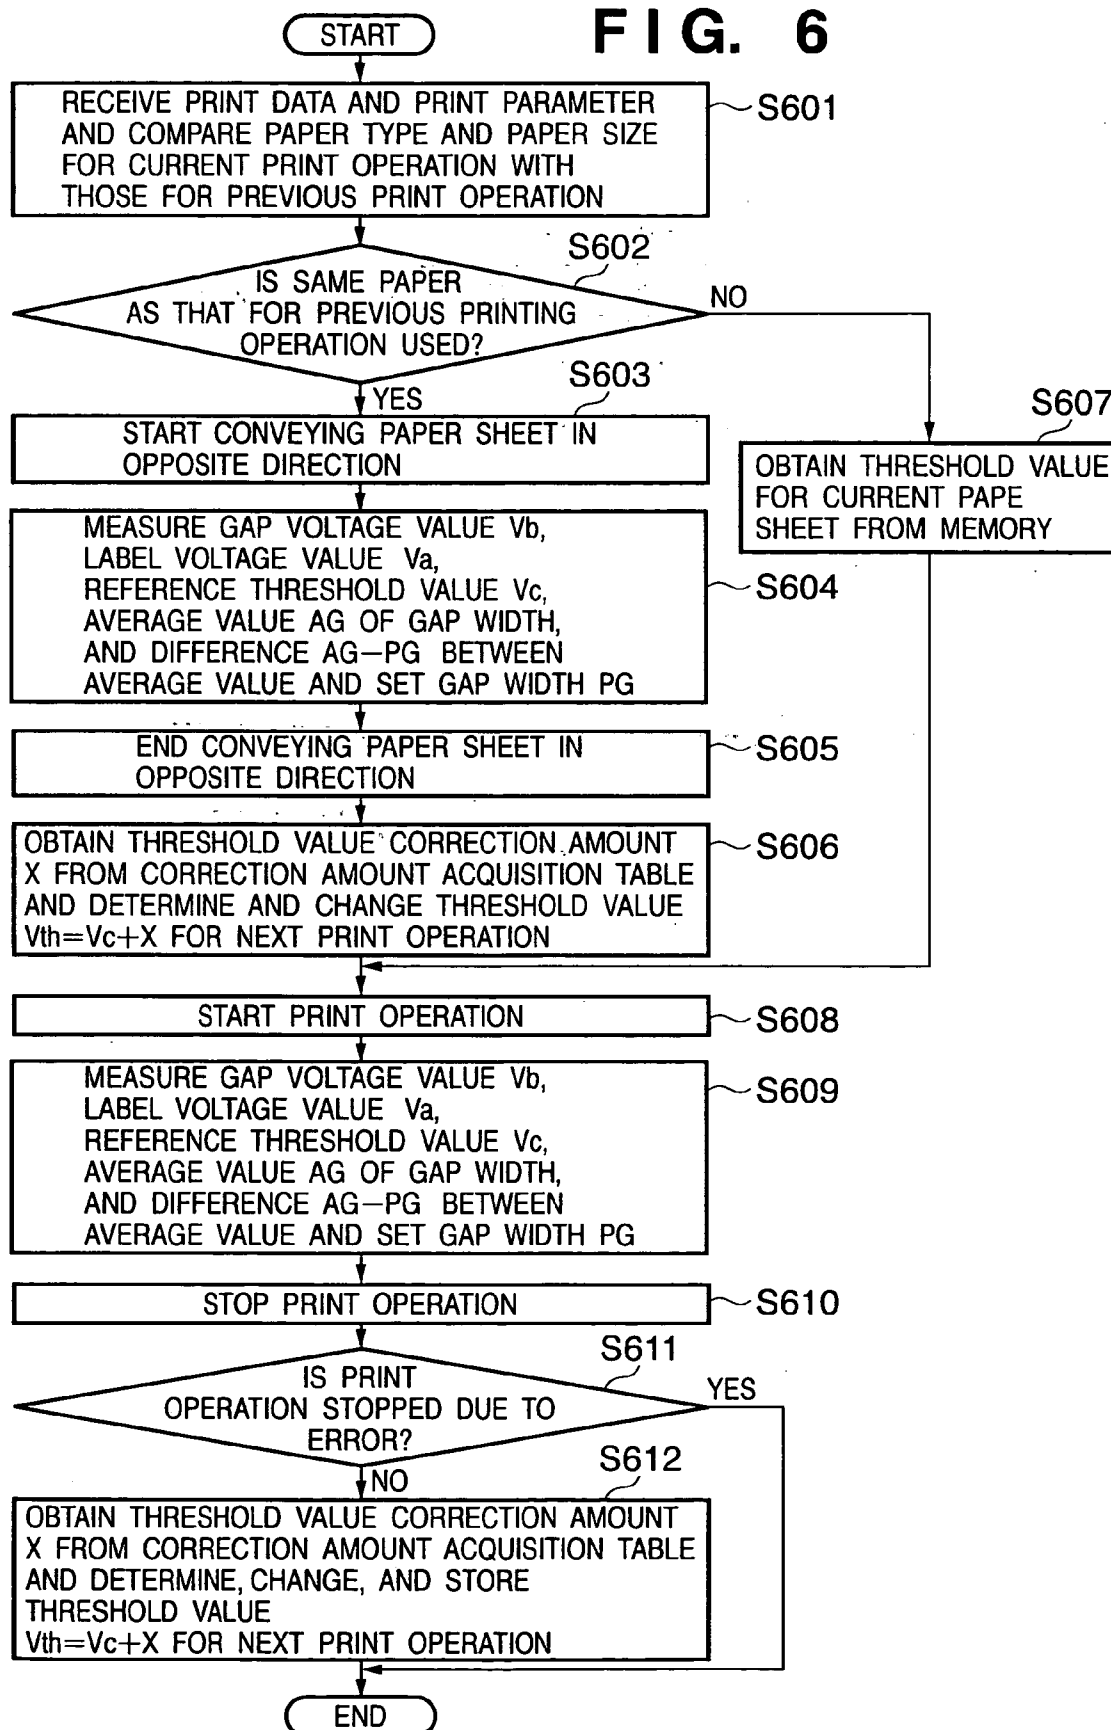 FIG. 6
START
RECEIVE PRINT DATA AND PRINT PARAMETER
AND COMPARE PAPER TYPE AND PAPER SIZE
FOR CURRENT PRINT OPERATION WITH
THOSE FOR PREVIOUS PRINT OPERATION
S601
S602
IS SAME PAPER
AS THAT FOR PREVIOUS PRINTING
OPERATION USED?
NO
YES
S603
START CONVEYING PAPER SHEET IN
OPPOSITE DIRECTION
S607
OBTAIN THRESHOLD VALUE
FOR CURRENT PAPE
SHEET FROM MEMORY
MEASURE GAP VOLTAGE VALUE Vb,
LABEL VOLTAGE VALUE Va,
REFERENCE THRESHOLD VALUE Vc,
AVERAGE VALUE AG OF GAP WIDTH,
AND DIFFERENCE AG–PG BETWEEN
AVERAGE VALUE AND SET GAP WIDTH PG
S604
END CONVEYING PAPER SHEET IN
OPPOSITE DIRECTION
S605
OBTAIN THRESHOLD VALUE CORRECTION AMOUNT
X FROM CORRECTION AMOUNT ACQUISITION TABLE
AND DETERMINE AND CHANGE THRESHOLD VALUE
Vth=Vc+X FOR NEXT PRINT OPERATION
S606
START PRINT OPERATION
S608
MEASURE GAP VOLTAGE VALUE Vb,
LABEL VOLTAGE VALUE Va,
REFERENCE THRESHOLD VALUE Vc,
AVERAGE VALUE AG OF GAP WIDTH,
AND DIFFERENCE AG–PG BETWEEN
AVERAGE VALUE AND SET GAP WIDTH PG
S609
STOP PRINT OPERATION
S610
S611
IS PRINT
OPERATION STOPPED DUE TO
ERROR?
YES
NO
S612
OBTAIN THRESHOLD VALUE CORRECTION AMOUNT
X FROM CORRECTION AMOUNT ACQUISITION TABLE
AND DETERMINE, CHANGE, AND STORE
THRESHOLD VALUE
Vth=Vc+X FOR NEXT PRINT OPERATION
END